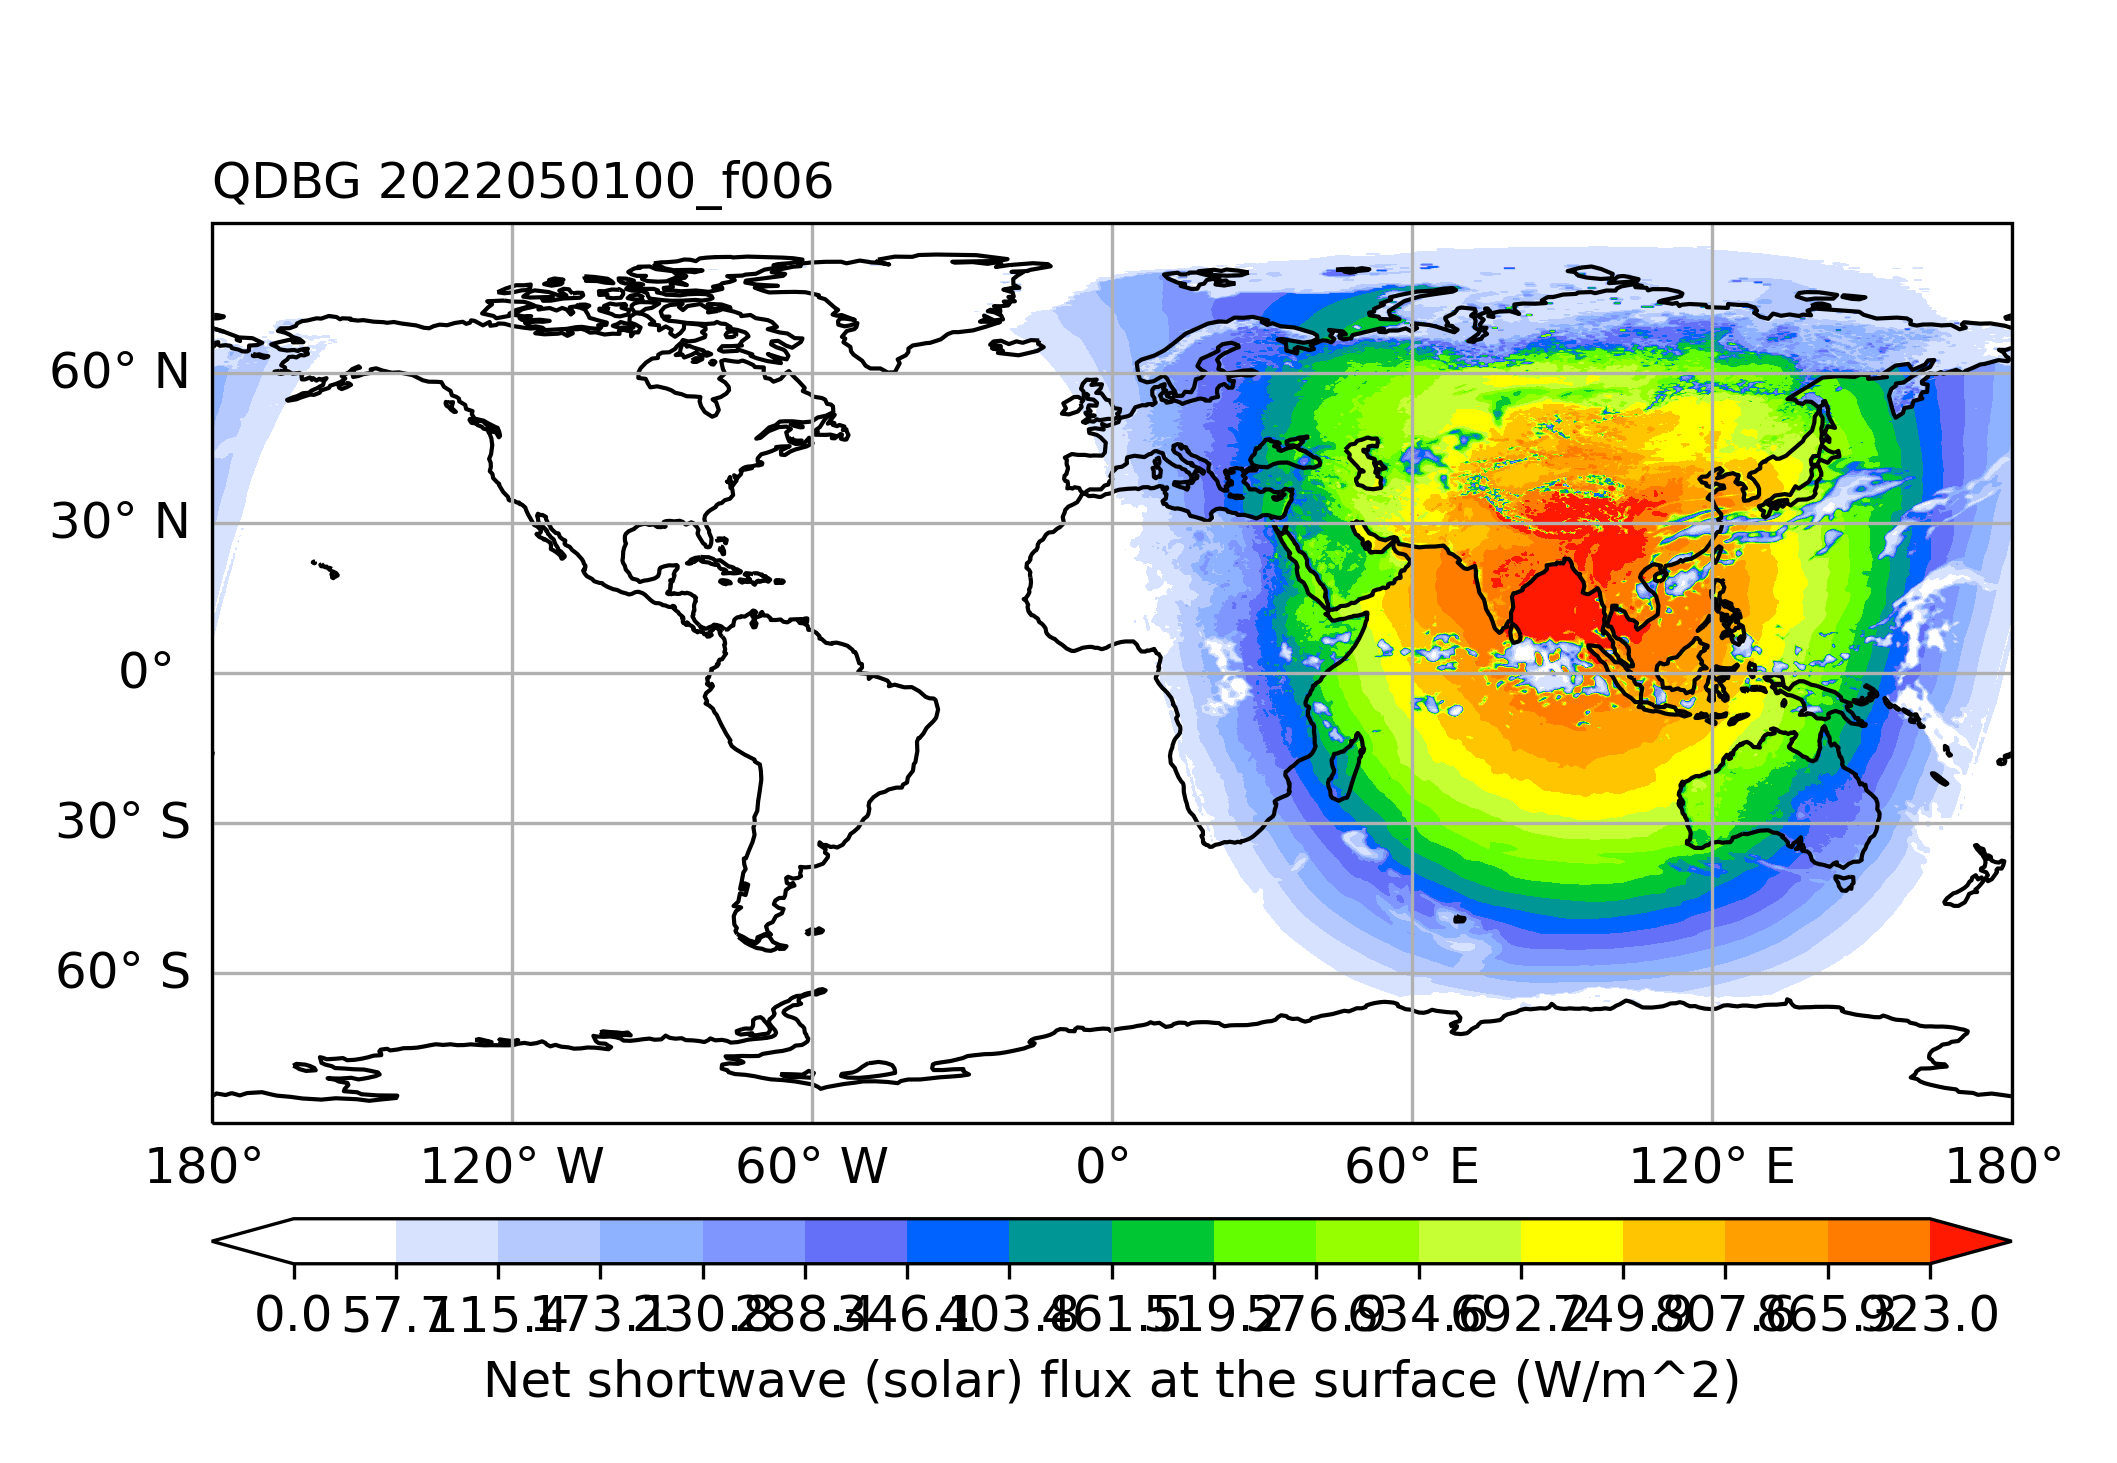 QDBG 2022050100_f006
60° N
30° N
0°
30° S
60° S
180° 120° W 60° W 0° 60° E 120° E 180°
0.0 57.7 115.4 173.1 230.8 288.4 346.1 403.8 461.5 519.2 576.9 634.6 692.2 749.9 807.6 865.3 923.0
Net shortwave (solar) flux at the surface (W/m^2)